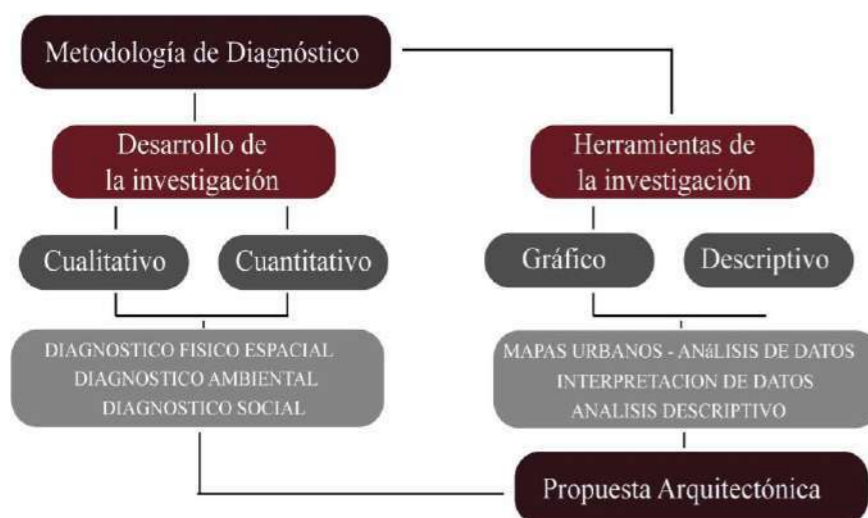 Metodología de Diagnóstico
Desarrollo de
la investigación
Herramientas de
la investigación
Cualitativo
Cuantitativo
Gráfico
Descriptivo
DIAGNOSTICO FISICO ESPACIAL
DIAGNOSTICO AMBIENTAL
DIAGNOSTICO SOCIAL
MAPAS URBANOS - ANáLISIS DE DATOS
INTERPRETACION DE DATOS
ANALISIS DESCRIPTIVO
Propuesta Arquitectónica